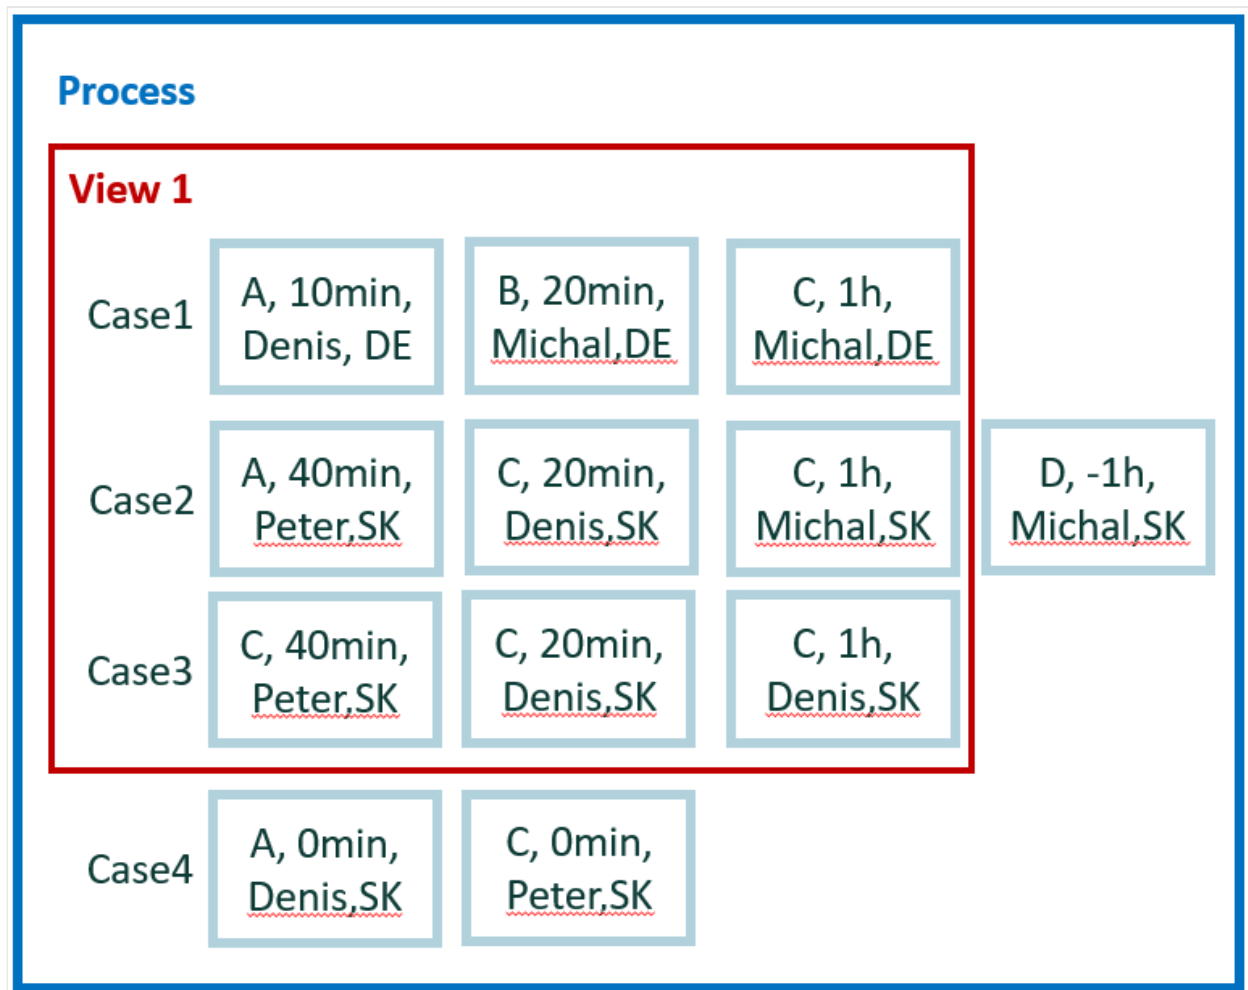 Process
View 1
Case1
A, 10min,
Denis, DE
B, 20min,
Michal,DE
C, 1h,
Michal,DE
Case2
A, 40min,
Peter,SK
C, 20min,
Denis,SK
C, 1h,
Michal,SK
D, -1h,
Michal,SK
Case3
C, 40min,
Peter,SK
C, 20min,
Denis,SK
C, 1h,
Denis,SK
Case4
A, 0min,
Denis,SK
C, 0min,
Peter,SK